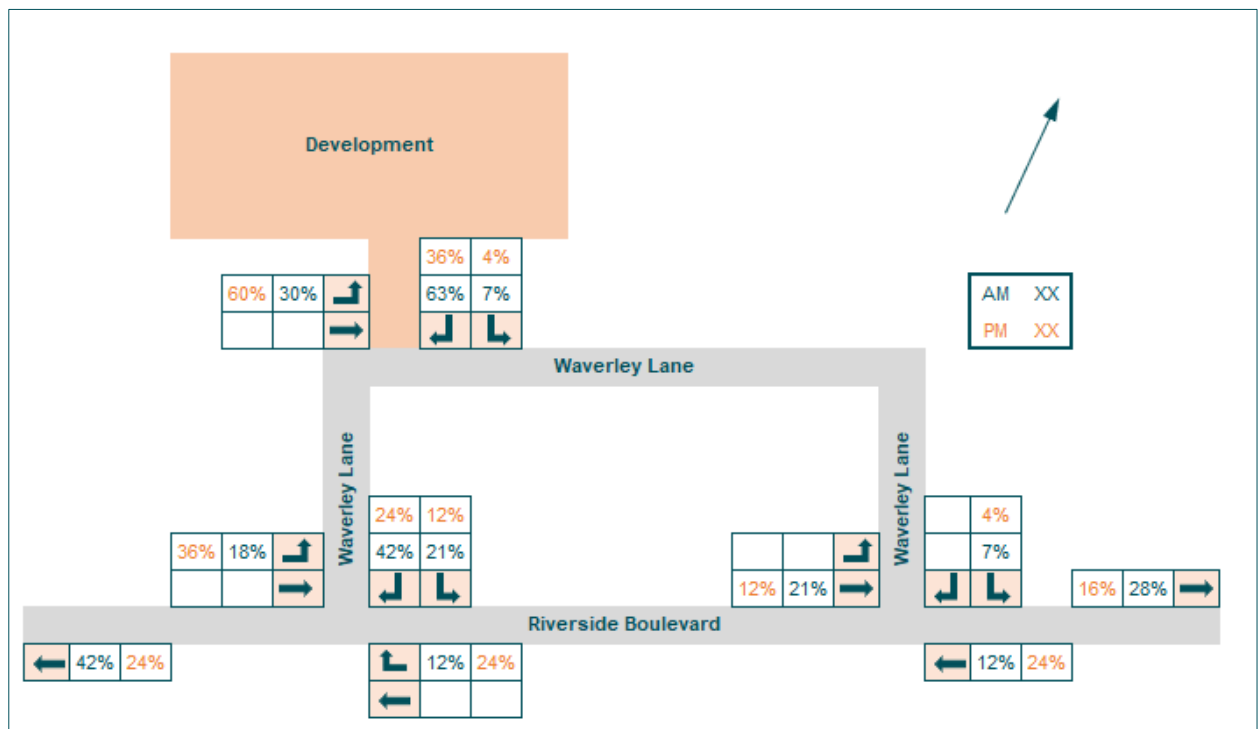 Development
36% 4%
60% 30%
63% 7%
AM XX
PM XX
Waverley Lane
Waverley Lane
Waverley Lane
24% 12%
4%
36% 18%
42% 21%
7%
12% 21%
16% 28%
Riverside Boulevard
42% 24%
12% 24%
12% 24%